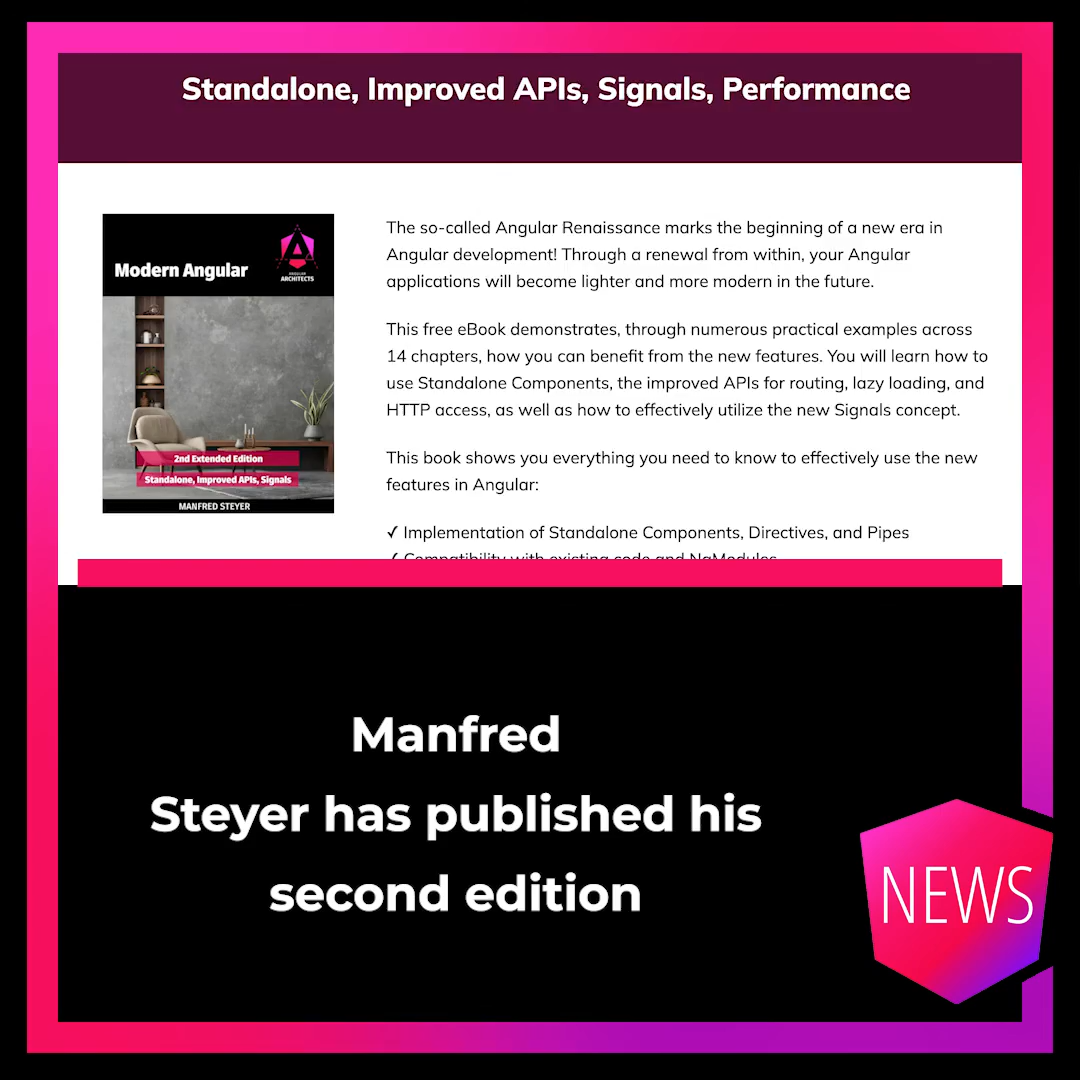 Standalone, Improved APIs, Signals, Performance
Modern Angular
ANGULAR
ARCHITECTS
2nd Extended Edition
Standalone, Improved APIs, Signals
MANFRED STEYER
The so-called Angular Renaissance marks the beginning of a new era in
Angular development! Through a renewal from within, your Angular
applications will become lighter and more modern in the future.
This free eBook demonstrates, through numerous practical examples across
14 chapters, how you can benefit from the new features. You will learn how to
use Standalone Components, the improved APIs for routing, lazy loading, and
HTTP access, as well as how to effectively utilize the new Signals concept.
This book shows you everything you need to know to effectively use the new
features in Angular:
✓ Implementation of Standalone Components, Directives, and Pipes
✓ Compatibility with existing code and NgModules
Manfred
Steyer has published his
second edition
NEWS